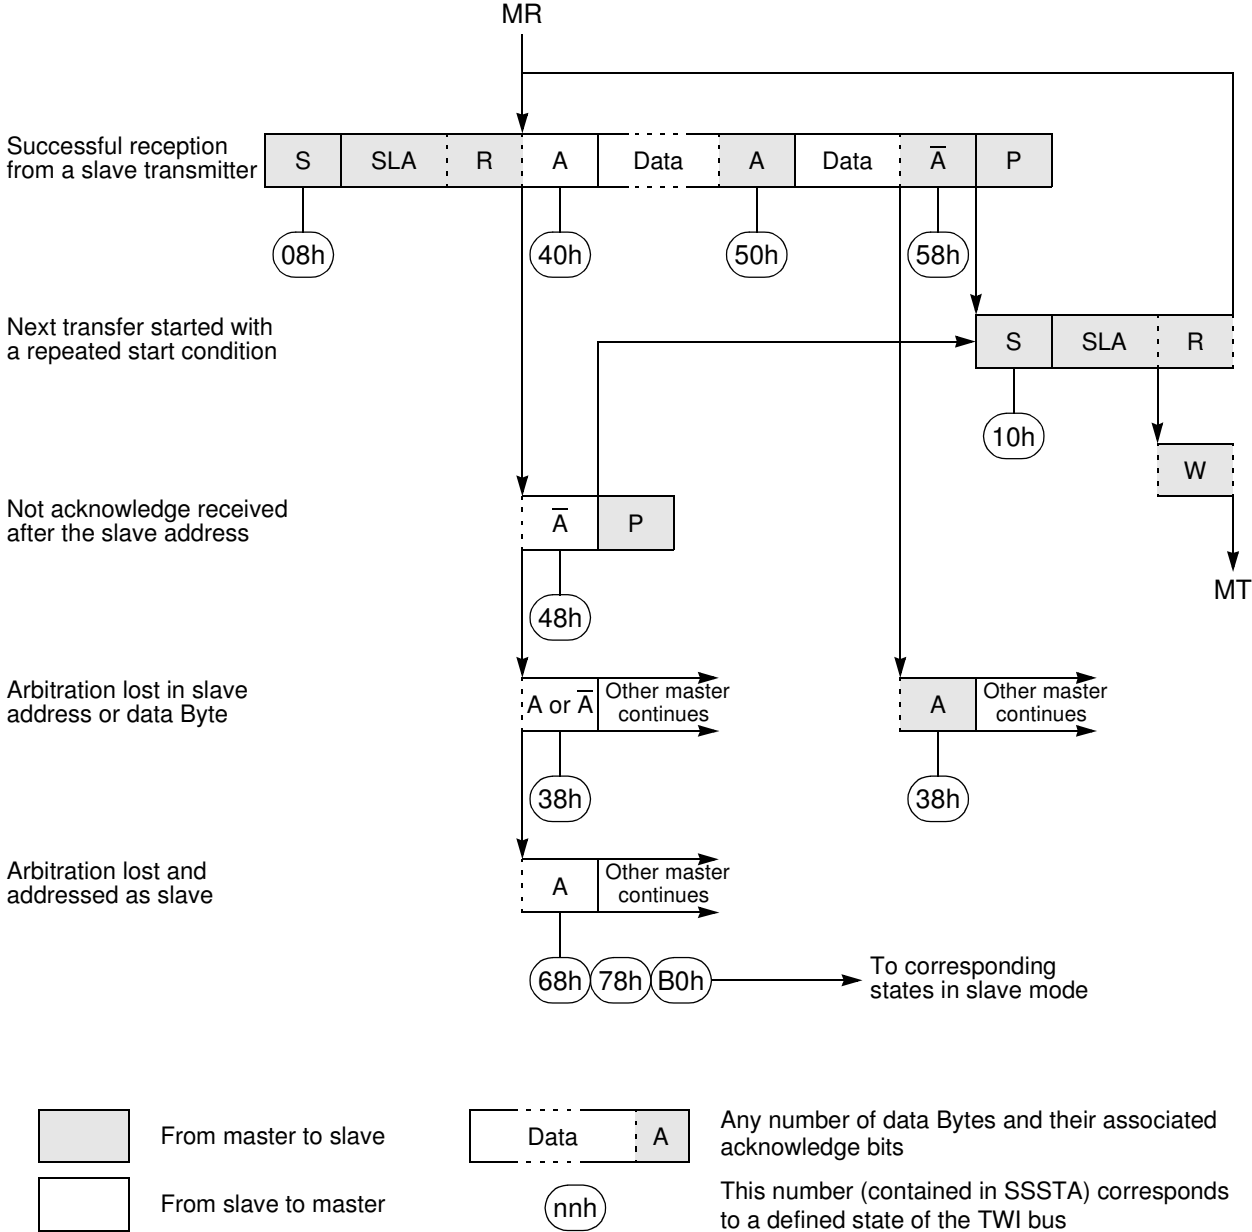 MR
Successful reception
from a slave transmitter
S SLA R A Data A Data A̅ P
08h 40h 50h 58h
Next transfer started with
a repeated start condition
S SLA R
10h
W
MT
Not acknowledge received
after the slave address
A̅ P
48h
Arbitration lost in slave
address or data Byte
A or A̅
Other master
continues
A
Other master
continues
38h 38h
Arbitration lost and
addressed as slave
A
Other master
continues
68h 78h B0h
To corresponding
states in slave mode
From master to slave
Data A
Any number of data Bytes and their associated
acknowledge bits
From slave to master
nnh
This number (contained in SSSTA) corresponds
to a defined state of the TWI bus